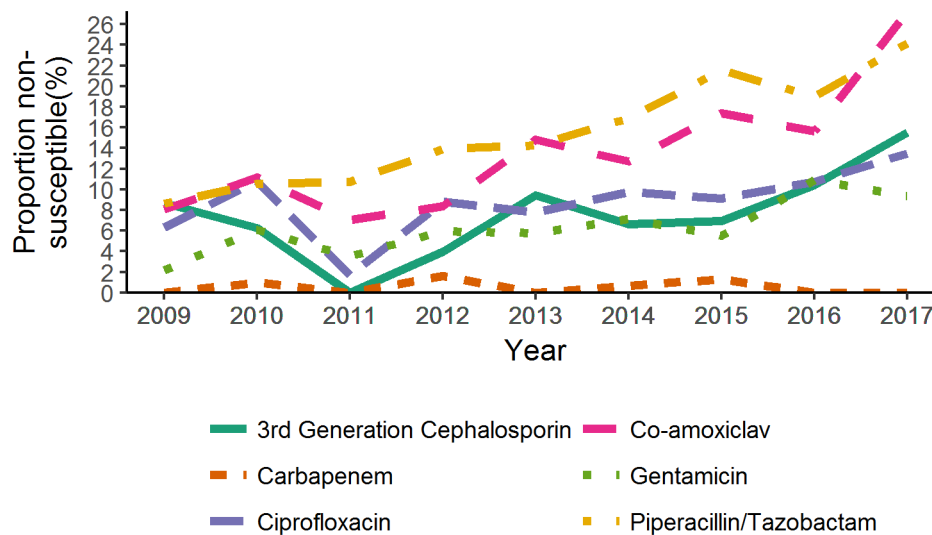 26
24
22
20
18
16
14
12
10
8
6
4
2
0
Proportion non-
susceptible(%)
2009 2010 2011 2012 2013 2014 2015 2016 2017
Year
3rd Generation Cephalosporin Co-amoxiclav
Carbapenem Gentamicin
Ciprofloxacin Piperacillin/Tazobactam